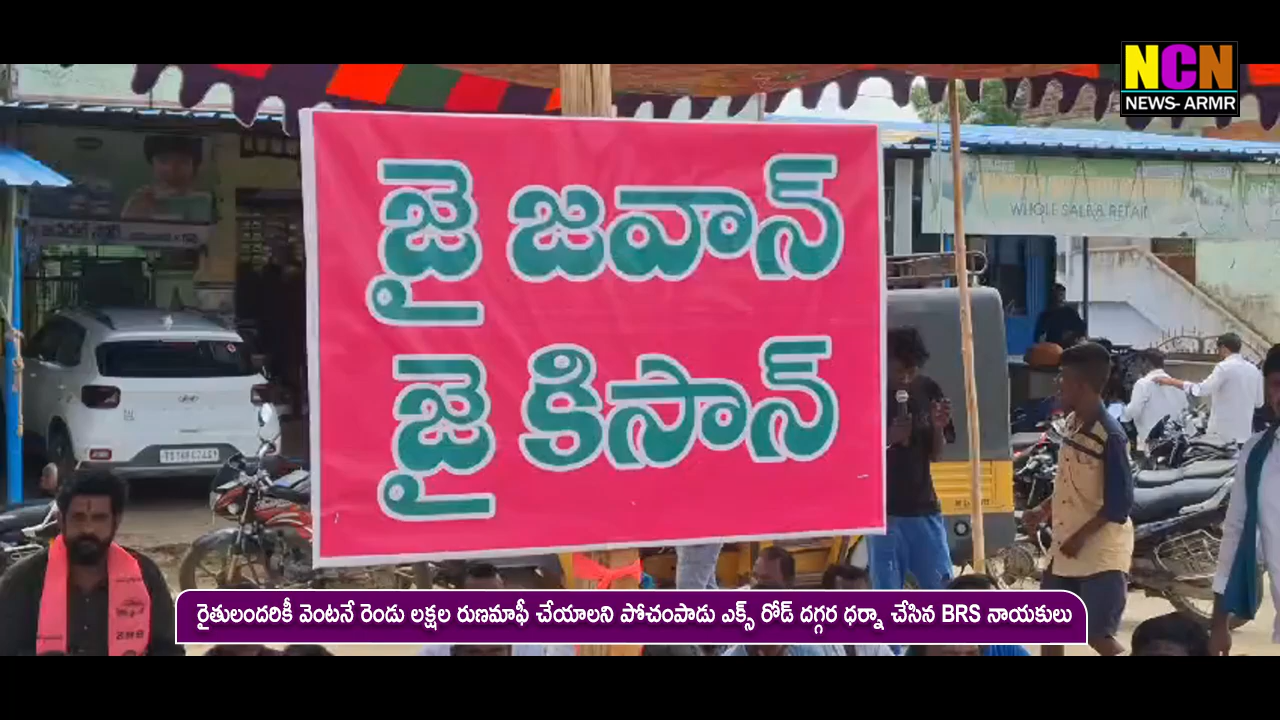 NCN
NEWS- ARMR
జై జవాన్
జై కిసాన్
WHOLE SALE & RETAIL
రైతులందరికీ వెంటనే రెండు లక్షల రుణమాఫీ చేయాలని పోచంపాడు ఎక్స్ రోడ్ దగ్గర ధర్నా చేసిన BRS నాయకులు